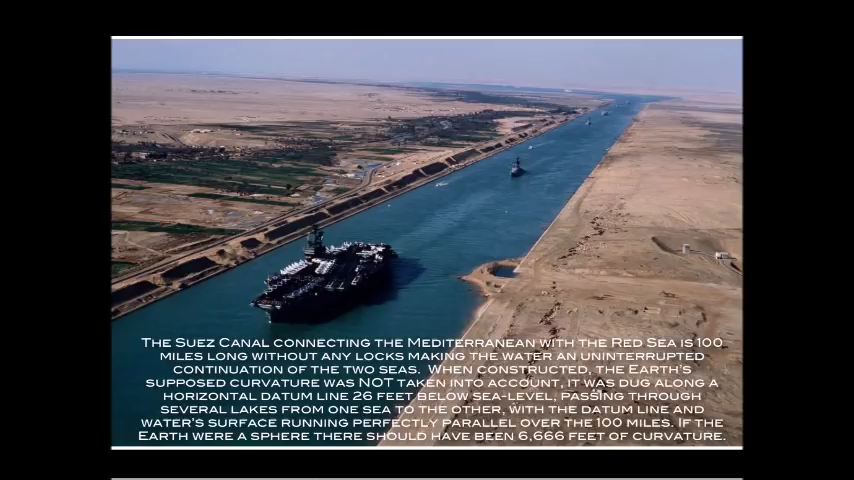 The Suez Canal connecting the Mediterranean with the Red Sea is 100
miles long without any locks making the water an uninterrupted
continuation of the two seas. When constructed, the Earth's
supposed curvature was NOT taken into account, it was dug along a
horizontal datum line 26 feet below sea-level, passing through
several lakes from one sea to the other, with the datum line and
water's surface running perfectly parallel over the 100 miles. If the
Earth were a sphere there should have been 6,666 feet of curvature.